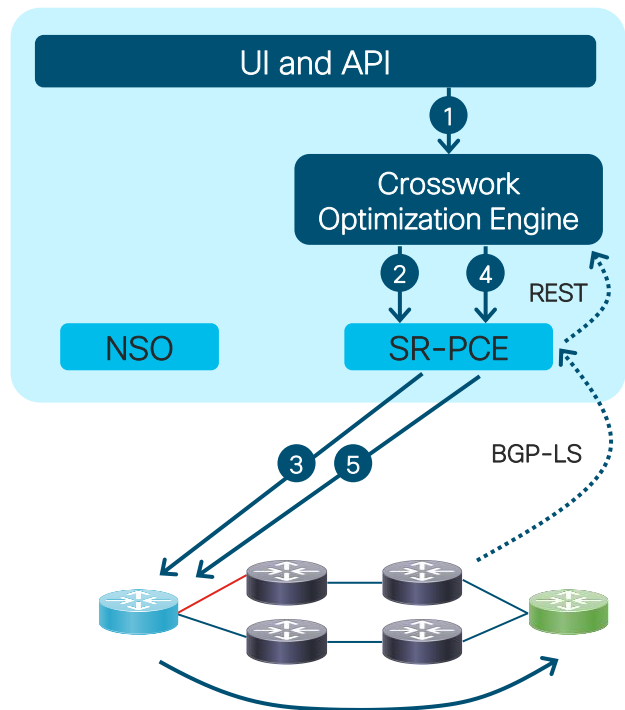 UI and API
1
Crosswork
Optimization Engine
2
4
REST
NSO
SR-PCE
3
5
BGP-LS